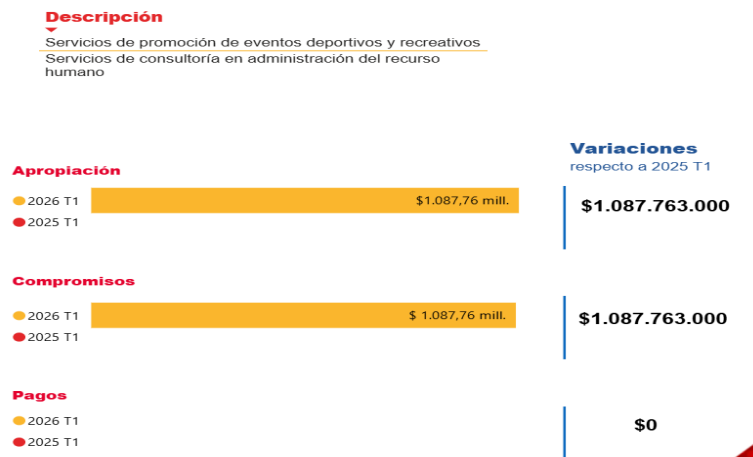 Descripción
Servicios de promoción de eventos deportivos y recreativos
Servicios de consultoría en administración del recurso
humano
Variaciones
respecto a 2025 T1
Apropiación
2026 T1
$1.087,76 mill.
2025 T1
$1.087.763.000
Compromisos
2026 T1
$ 1.087,76 mill.
2025 T1
$1.087.763.000
Pagos
2026 T1
2025 T1
$0